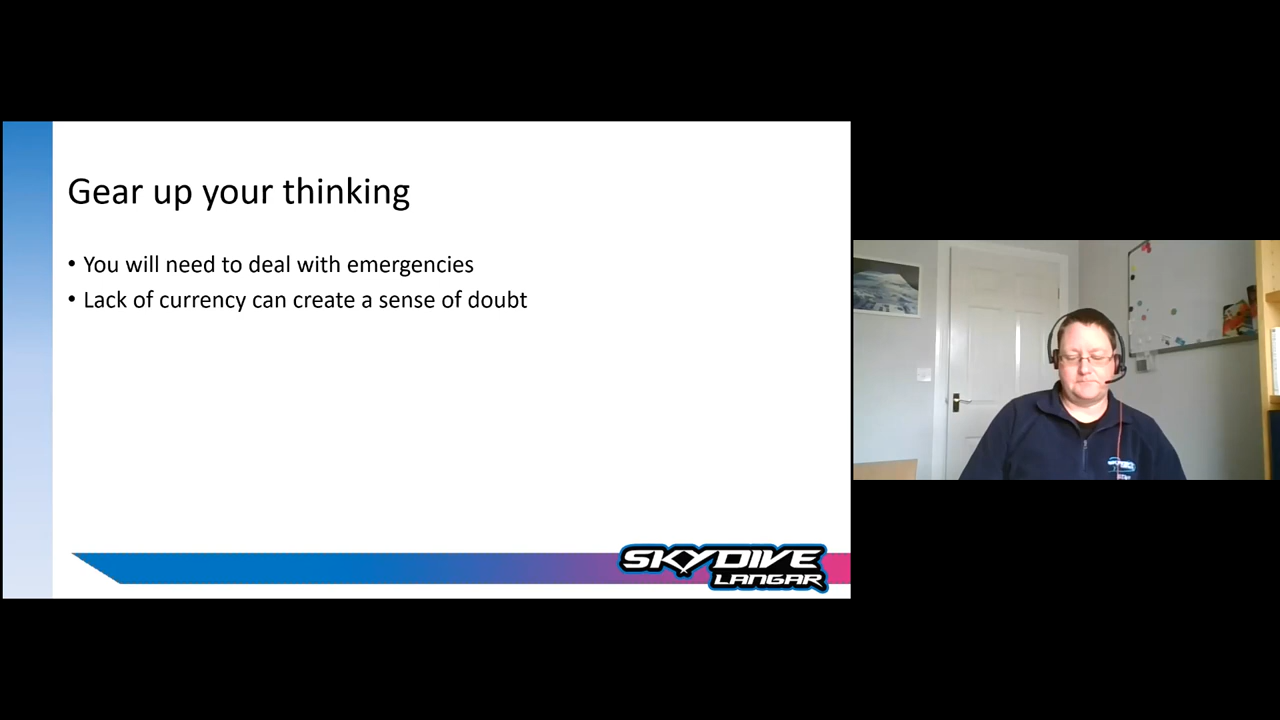 Gear up your thinking
• You will need to deal with emergencies
• Lack of currency can create a sense of doubt
SKYDIVE
LANGAR